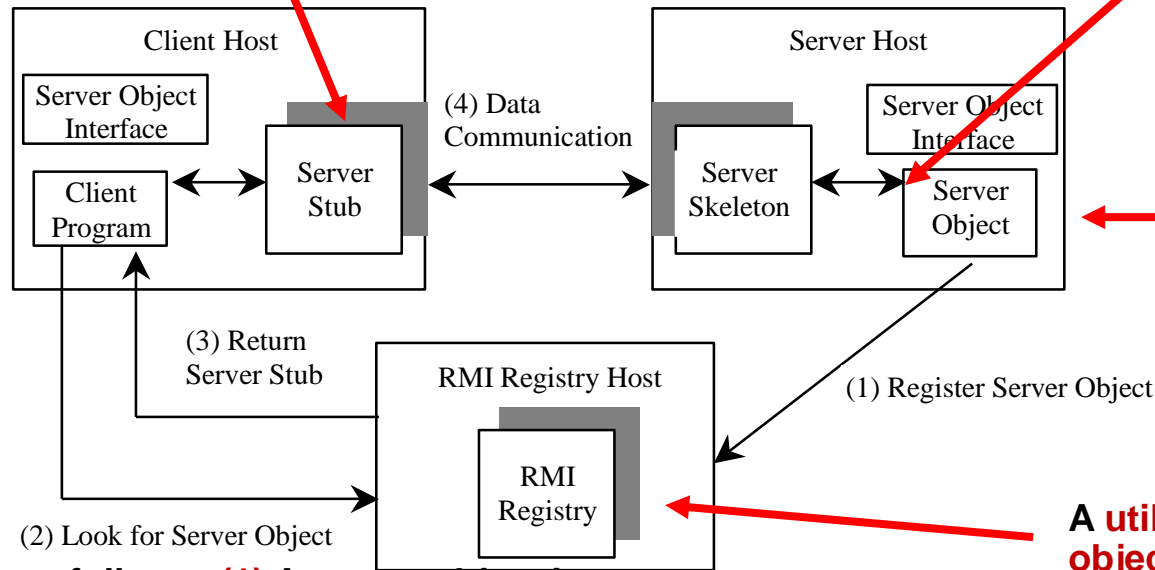 Client Host
Server Host
Server Object
Interface
(4) Data
Communication
Server Object
Interface
Client
Program
Server
Stub
Server
Skeleton
Server
Object
(3) Return
Server Stub
RMI Registry Host
(1) Register Server Object
RMI
Registry
(2) Look for Server Object
A